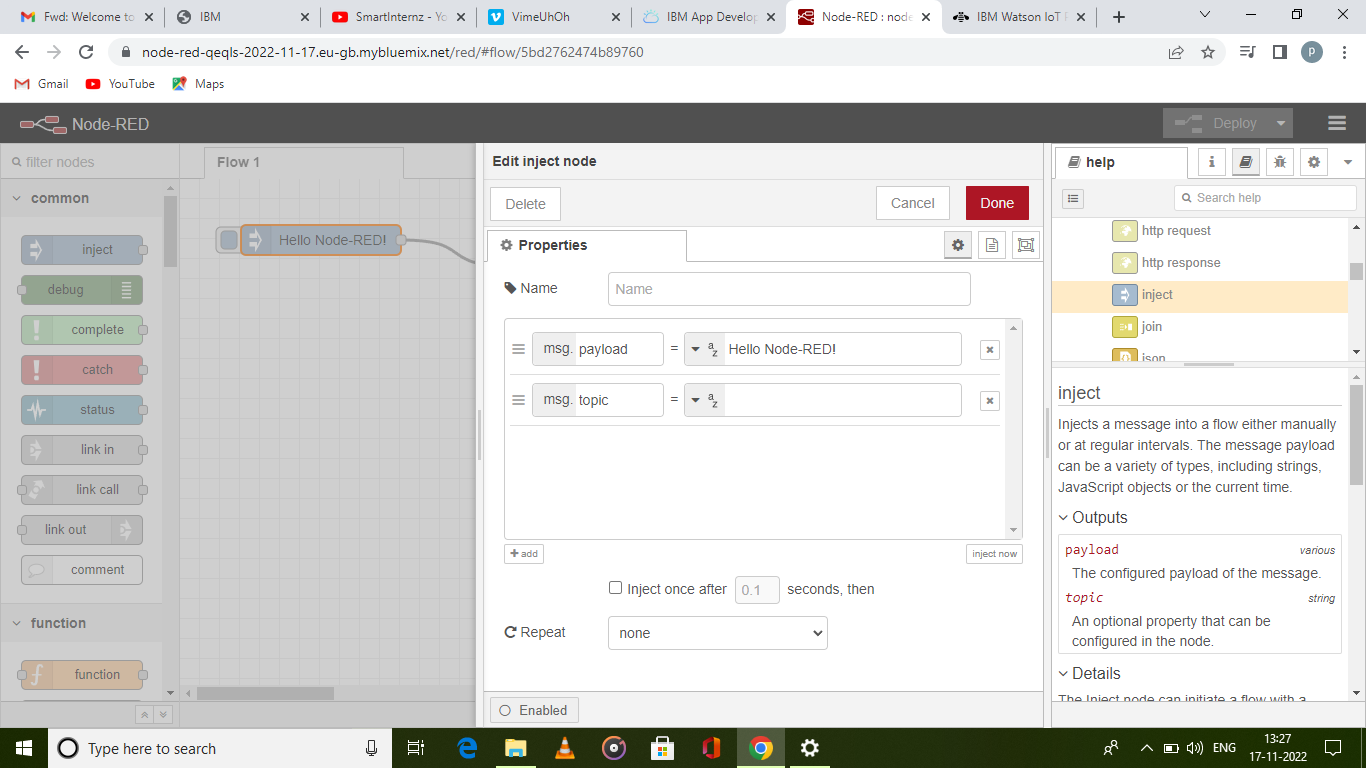 Fwd: Welcome to
IBM
SmartInternz - Yo
VimeUhOh
IBM App Develop
Node-RED : node
IBM Watson IoT P
node-red-qeqls-2022-11-17.eu-gb.mybluemix.net/red/#flow/5bd2762474b89760
p
Gmail
YouTube
Maps
Node-RED
Deploy
filter nodes
Flow 1
Edit inject node
help
Delete
Cancel
Done
Search help
common
inject
debug
complete
catch
status
link in
link call
link out
comment
function
function
Hello Node-RED!
Properties
Name
Name
msg. payload = a z Hello Node-RED!
msg. topic = a z
add
inject now
Inject once after 0.1 seconds, then
Repeat none
Enabled
http request
http response
inject
join
json
inject
Injects a message into a flow either manually
or at regular intervals. The message payload
can be a variety of types, including strings,
JavaScript objects or the current time.
Outputs
payload various
The configured payload of the message.
topic string
An optional property that can be
configured in the node.
Details
The Inject node can initiate a flow with a
Type here to search
ENG
13:27
17-11-2022